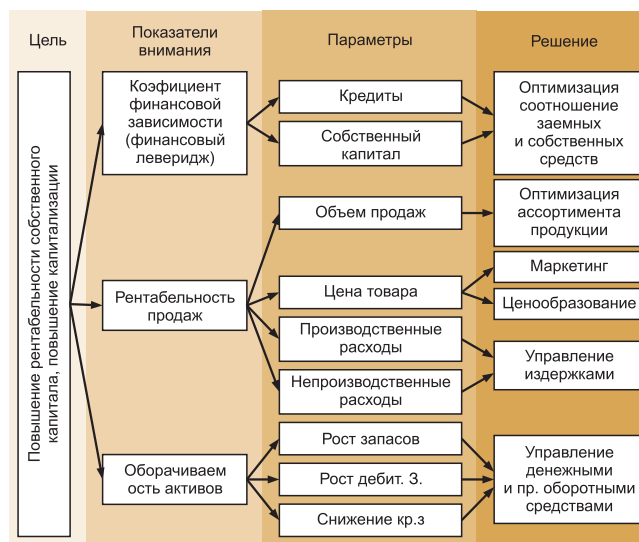 Цель
Показатели
внимания
Параметры
Решение
Повышение рентабельности собственного
капитала, повышение капитализации
Коэфициент
финансовой
зависимости
(финансовый
леверидж)
Кредиты
Собственный
капитал
Оптимизация
соотношение
заемных
и собственных
средств
Объем продаж
Оптимизация
ассортимента
продукции
Рентабельность
продаж
Цена товара
Маркетинг
Ценообразование
Производственные
расходы
Непроизводственные
расходы
Управление
издержками
Оборачиваем
ость активов
Рост запасов
Рост дебит. З.
Снижение кр.з
Управление
денежными
и пр. оборотными
средствами